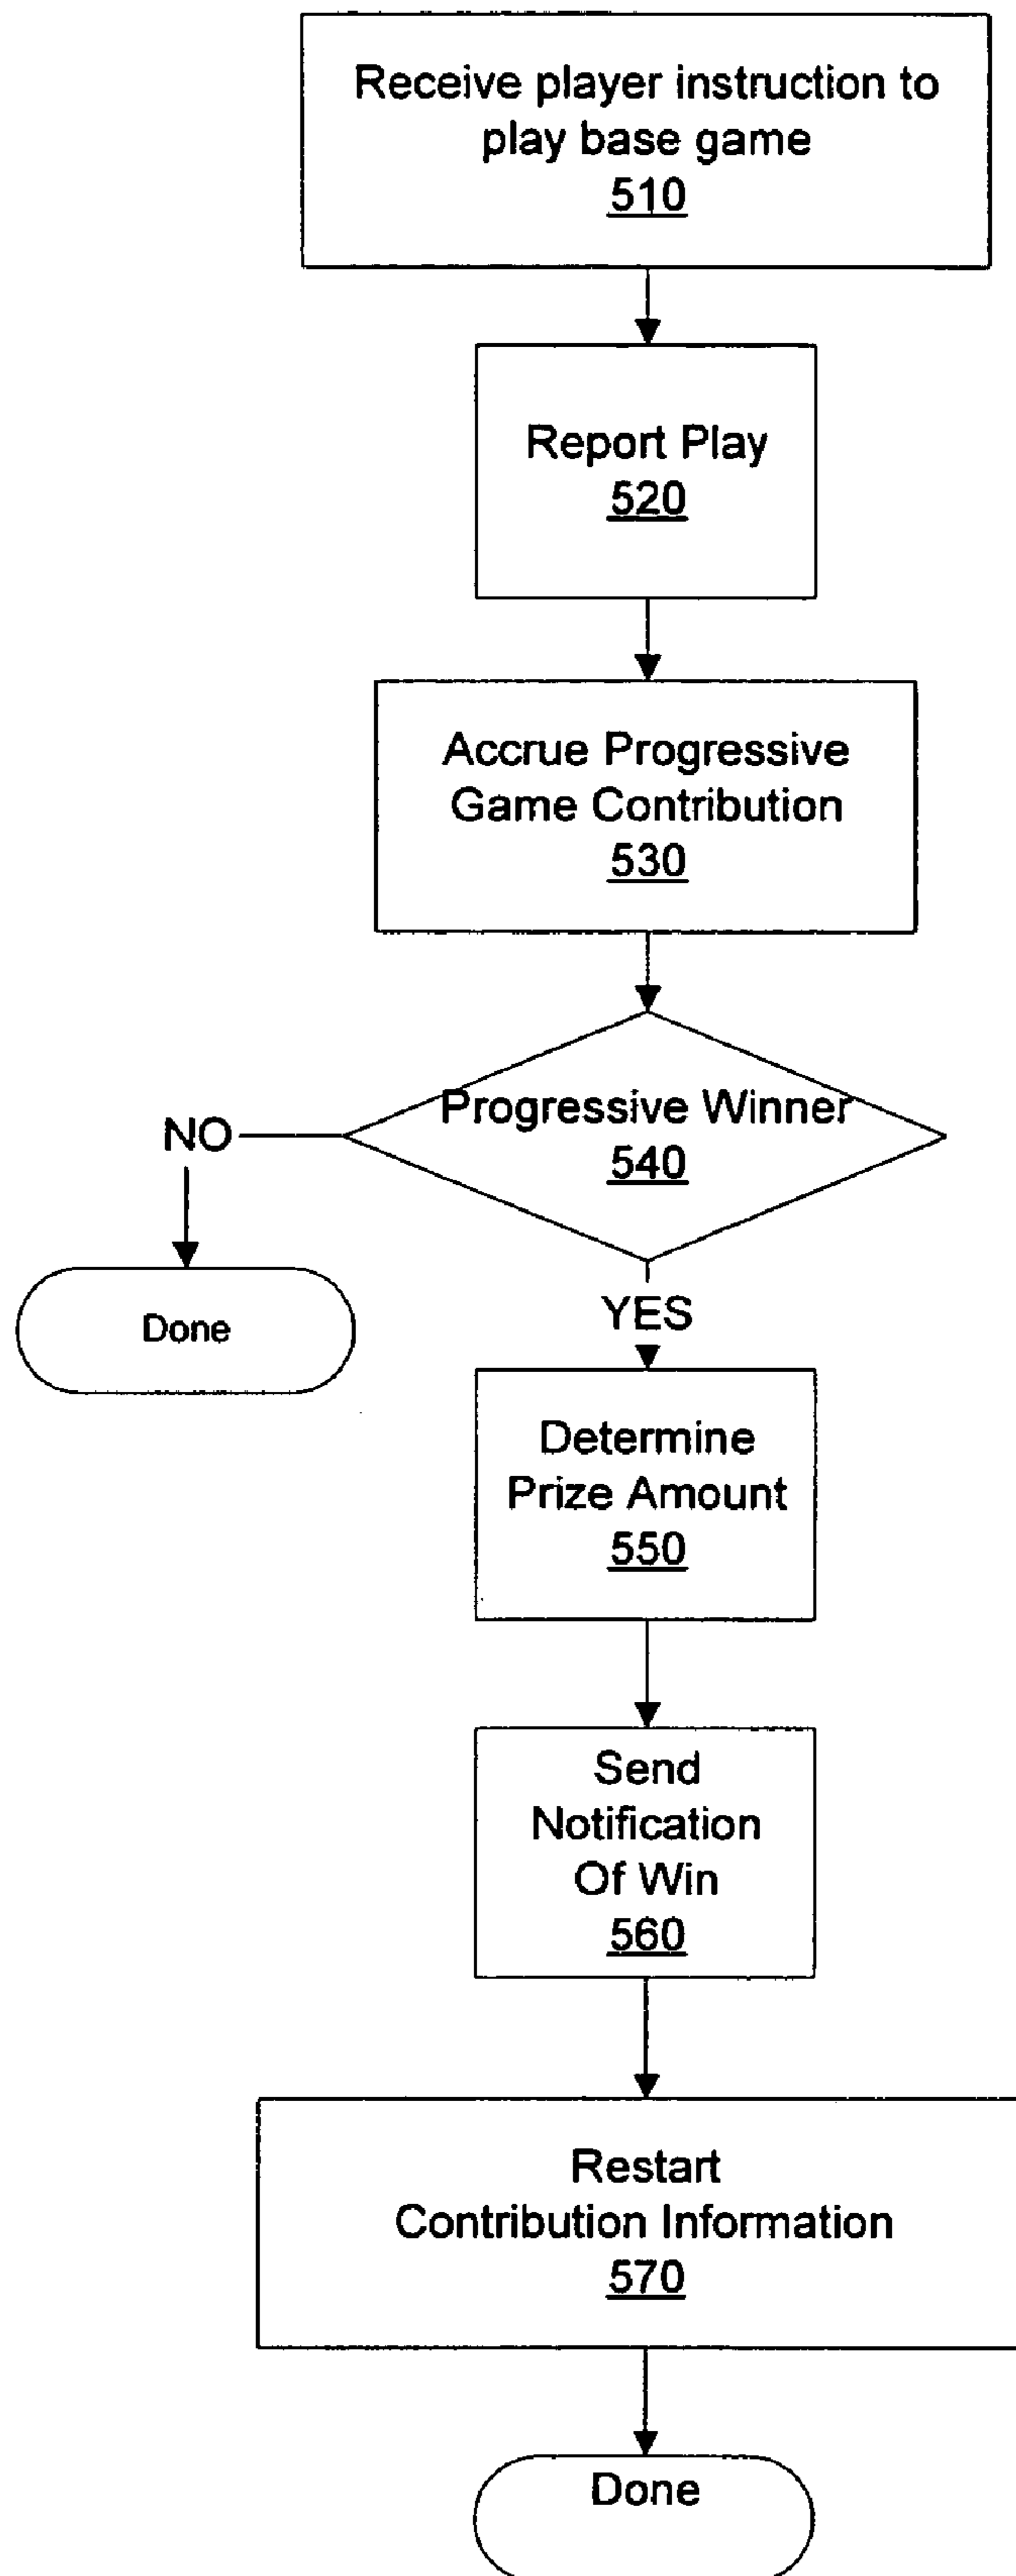 Receive player instruction to
play base game
510
Report Play
520
Accrue Progressive
Game Contribution
530
Progressive Winner
540
NO
Done
YES
Determine
Prize Amount
550
Send
Notification
Of Win
560
Restart
Contribution Information
570
Done